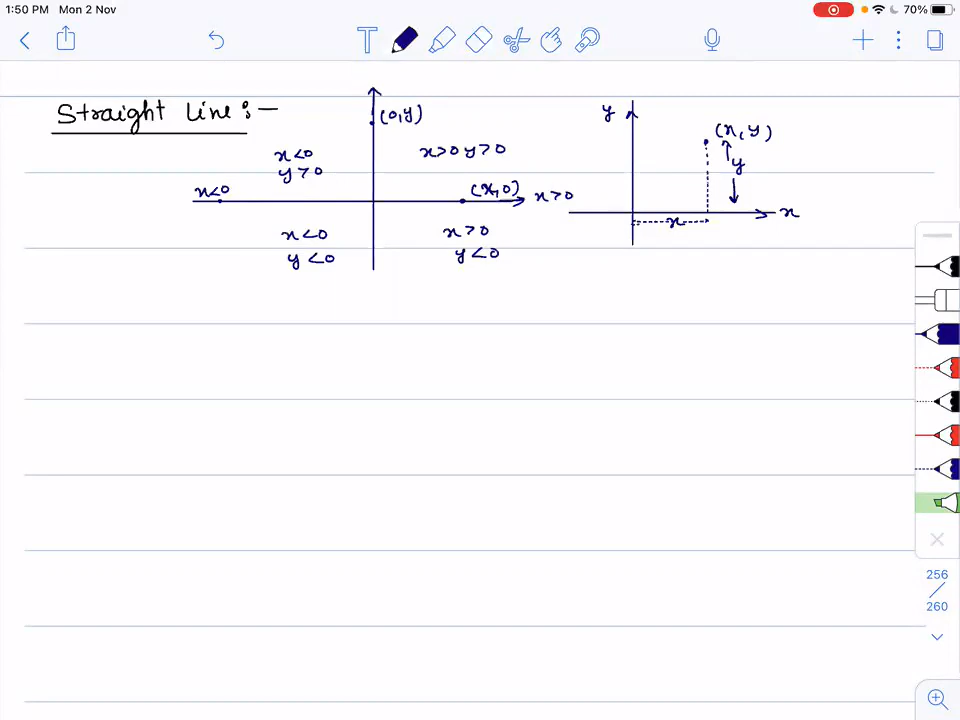 1:50 PM Mon 2 Nov
70%
T
Straight Line :-
(0,y)
x<0
y>0
x>0 y>0
x<0
(x,0)
x>0
x<0
y<0
x>0
y<0
y
(x,y)
y
x
x
256
260